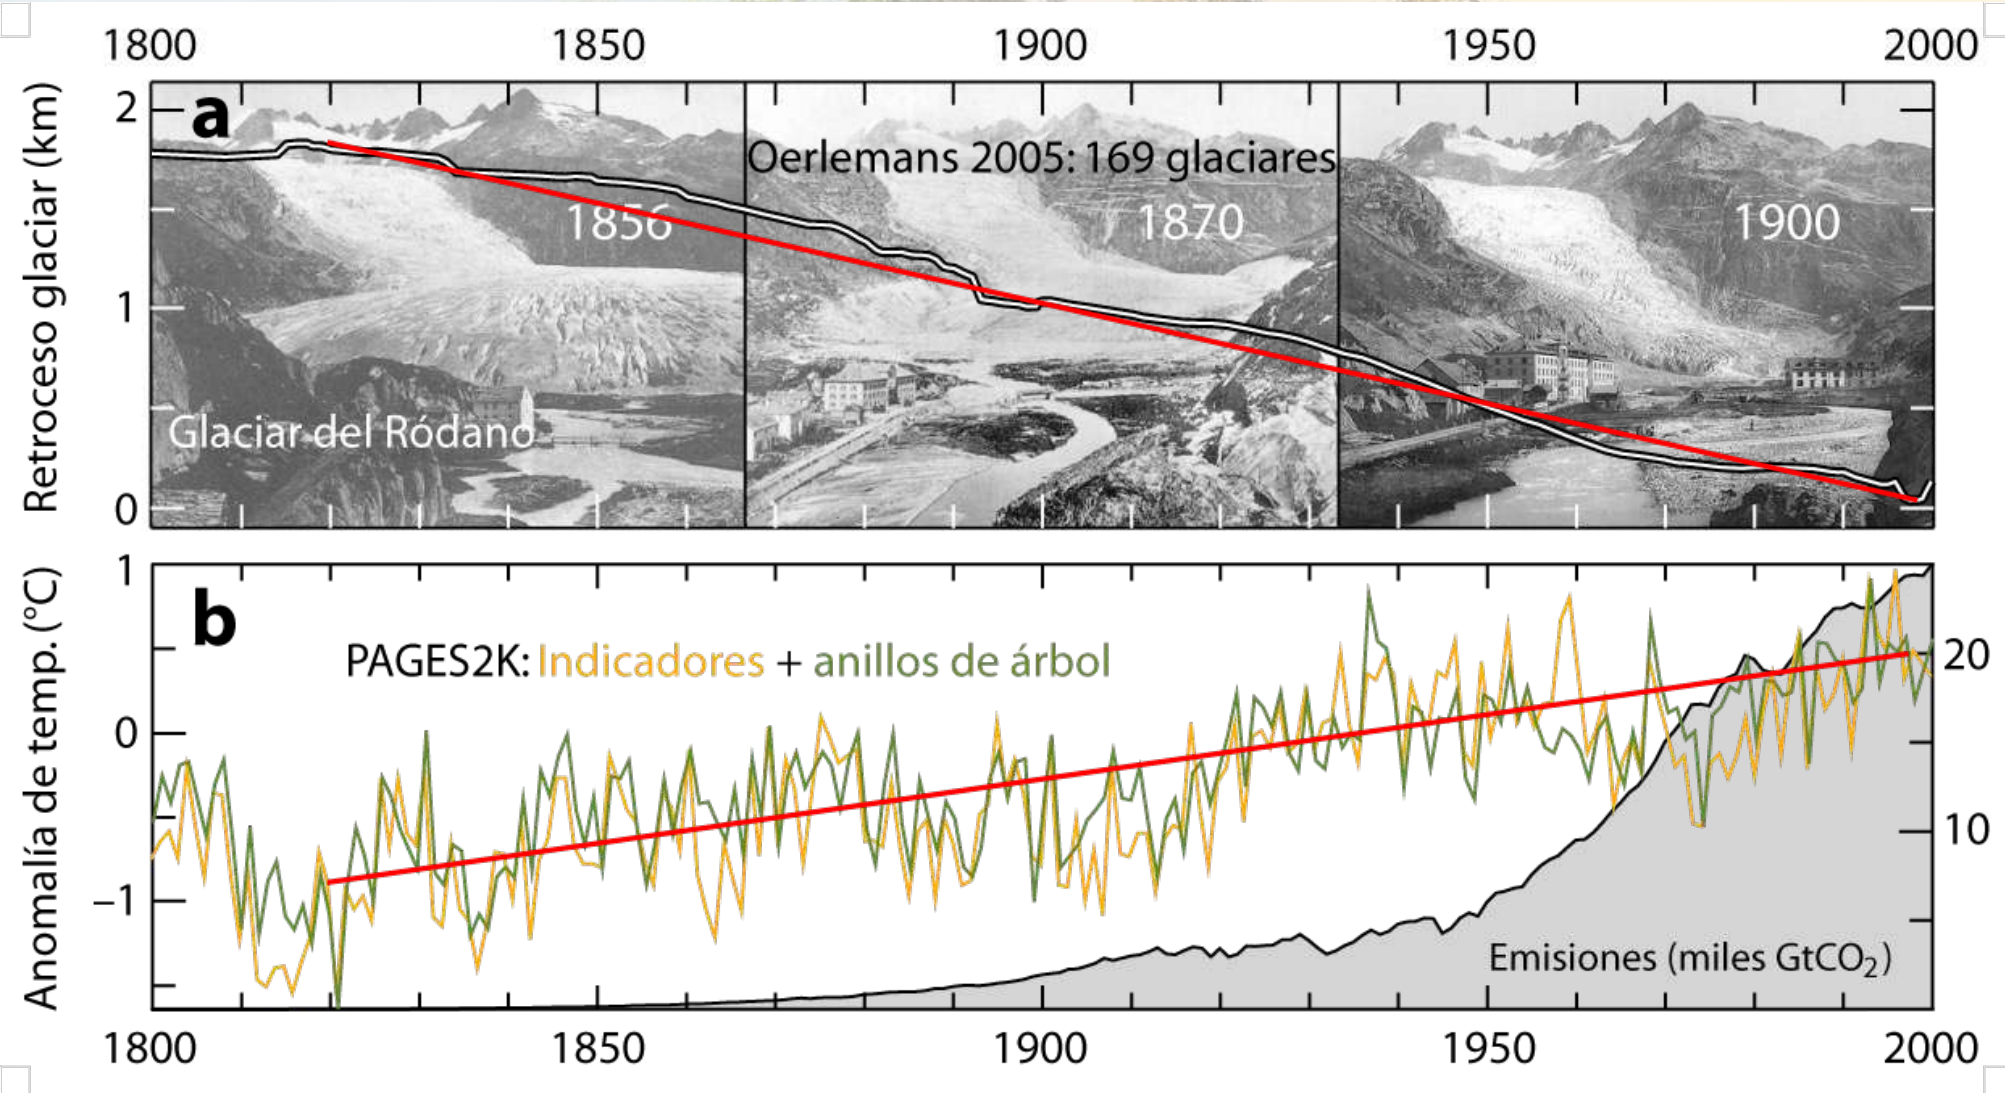 1800 1850 1900 1950 2000
Retroceso glaciar (km)
a
2
1
0
Oerlemans 2005: 169 glaciares
1856
1870
1900
Glaciar del Ródano
Anomalía de temp. (°C)
b
1
0
−1
PAGES2K: Indicadores + anillos de árbol
20
10
Emisiones (miles GtCO₂)
1800 1850 1900 1950 2000